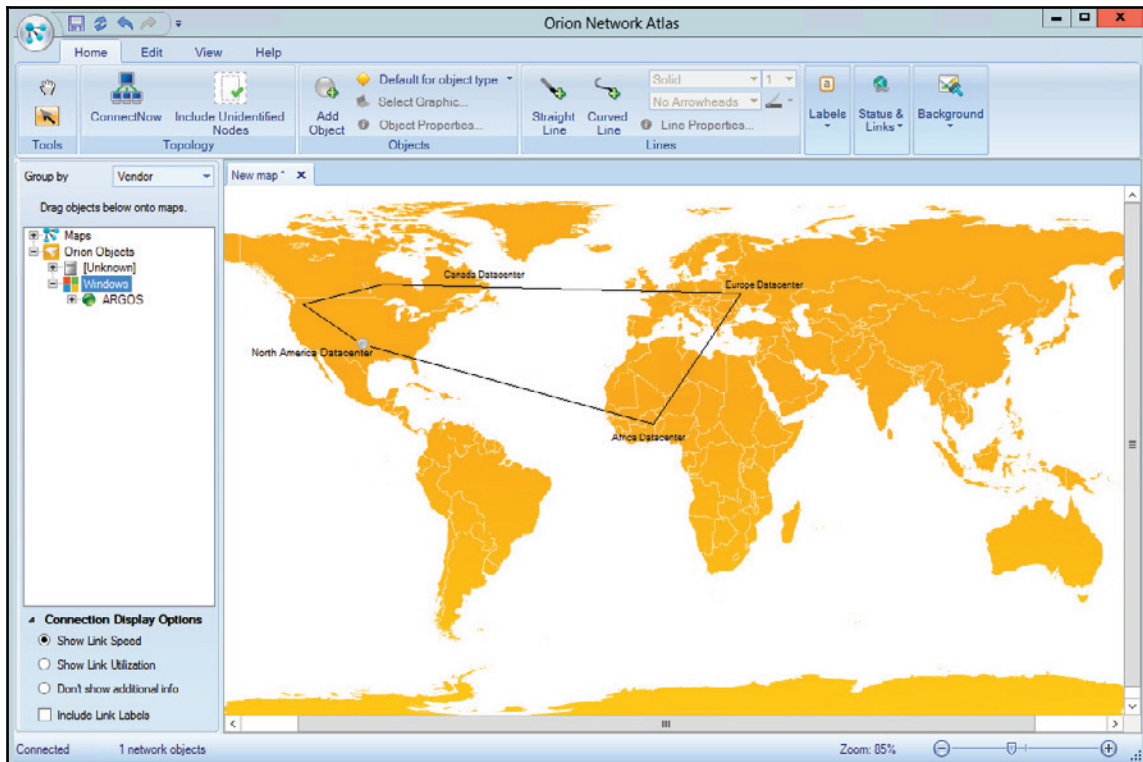 Orion Network Atlas
Home Edit View Help
ConnectNow
Include Unidentified
Nodes
Add
Object
Default for object type
Select Graphic...
Object Properties...
Straight
Line
Curved
Line
Solid 1
No Arrowheads
Line Properties...
Labels
Status &
Links
Background
Tools Topology Objects Lines
Group by Vendor
New map *
Drag objects below onto maps.
Maps
Orion Objects
[Unknown]
Windows
ARGOS
Canada Datacenter
Europe Datacenter
North America Datacenter
Africa Datacenter
Connection Display Options
Show Link Speed
Show Link Utilization
Don't show additional info
Include Link Labels
Connected 1 network objects Zoom: 85%